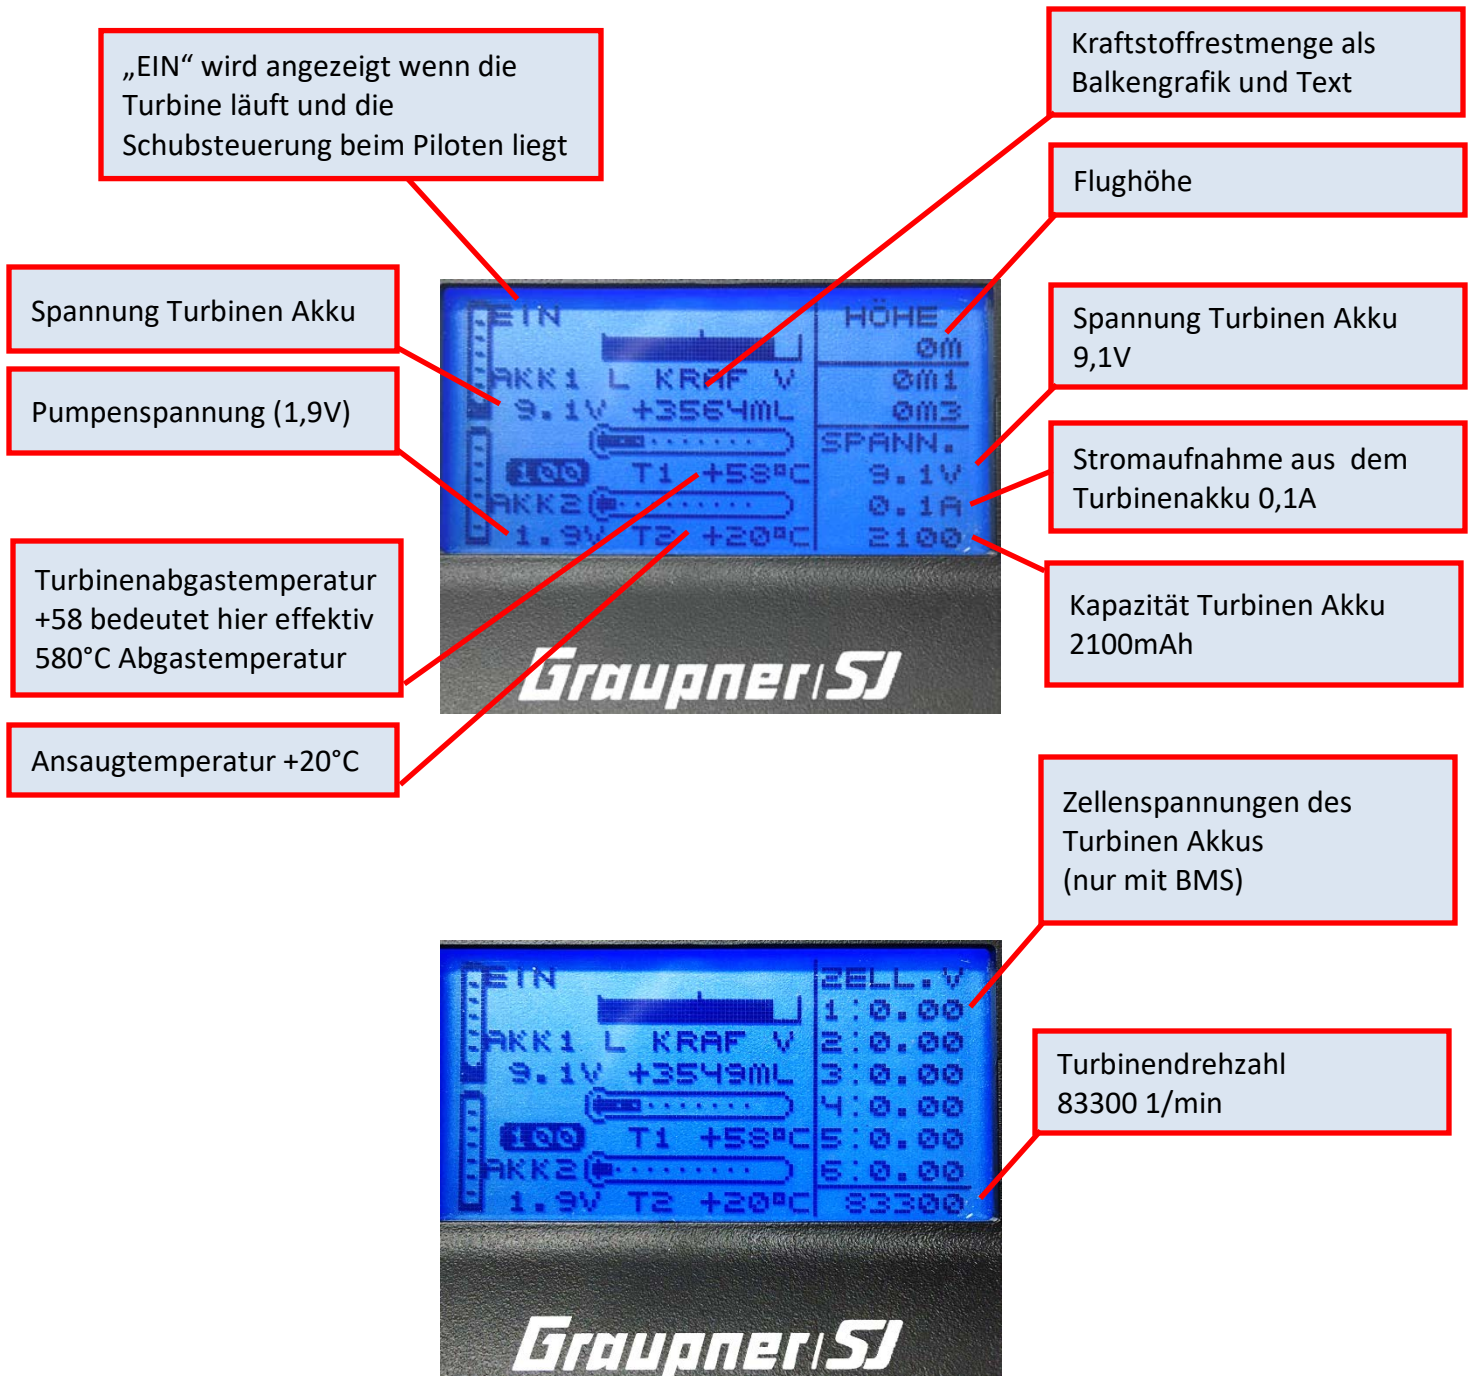 „EIN“ wird angezeigt wenn die
Turbine läuft und die
Schubsteuerung beim Piloten liegt
Kraftstoffrestmenge als
Balkengrafik und Text
Flughöhe
Spannung Turbinen Akku
Pumpenspannung (1,9V)
Turbinenabgastemperatur
+58 bedeutet hier effektiv
580°C Abgastemperatur
Ansaugtemperatur +20°C
EIN
AKK1 L KRAF V
9.1V +3564mL
100 T1 +58°C
AKK2
1.9V T2 +20°C
HÖHE
0m
0m1
0m3
SPANN.
9.1V
0.1A
2100
Graupner SJ
Spannung Turbinen Akku
9,1V
Stromaufnahme aus dem
Turbinenakku 0,1A
Kapazität Turbinen Akku
2100mAh
Zellenspannungen des
Turbinen Akkus
(nur mit BMS)
Turbinendrehzahl
83300 1/min
EIN
AKK1 L KRAF V
9.1V +3549mL
100 T1 +58°C
AKK2
1.9V T2 +20°C
ZELL.V
1:0.00
2:0.00
3:0.00
4:0.00
5:0.00
6:0.00
83300
Graupner SJ